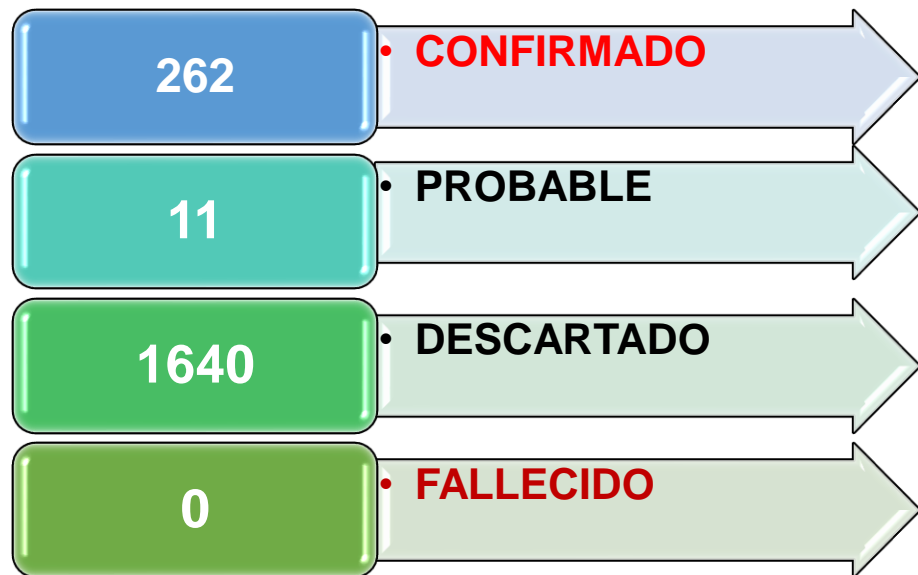 262
• CONFIRMADO
11
• PROBABLE
1640
• DESCARTADO
0
• FALLECIDO